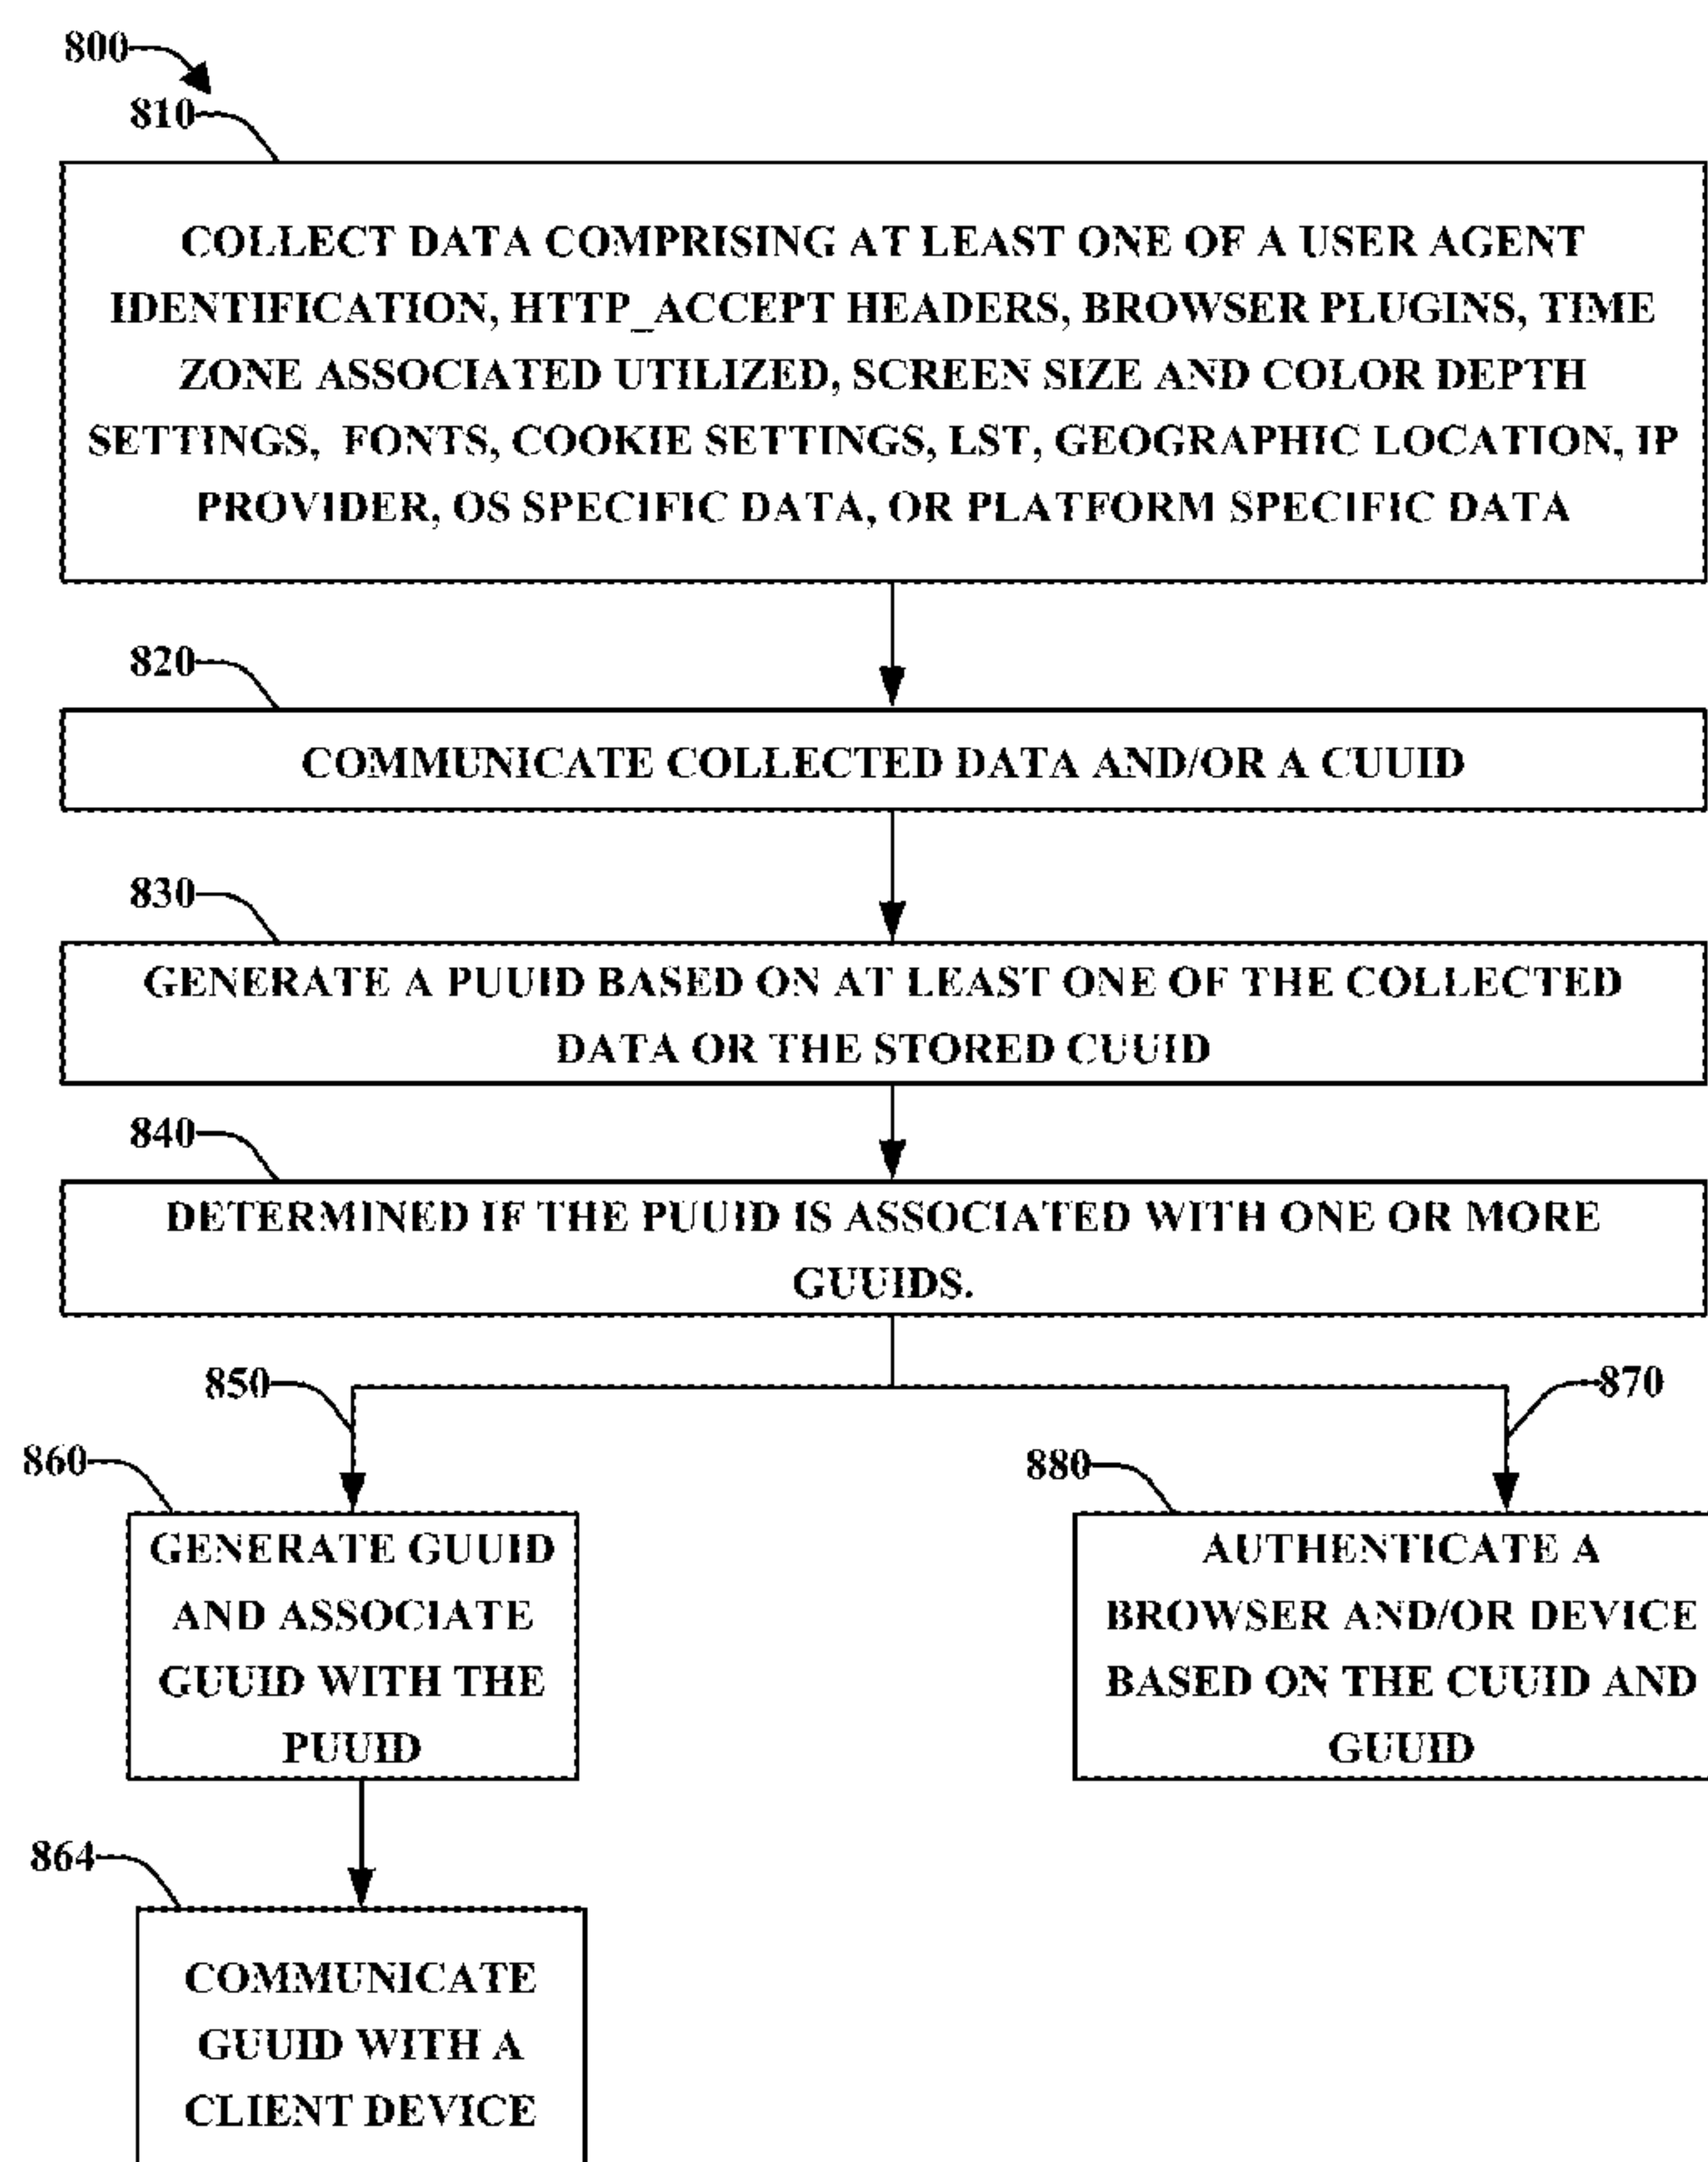 800
810
COLLECT DATA COMPRISING AT LEAST ONE OF A USER AGENT
IDENTIFICATION, HTTP_ACCEPT HEADERS, BROWSER PLUGINS, TIME
ZONE ASSOCIATED UTILIZED, SCREEN SIZE AND COLOR DEPTH
SETTINGS, FONTS, COOKIE SETTINGS, LST, GEOGRAPHIC LOCATION, IP
PROVIDER, OS SPECIFIC DATA, OR PLATFORM SPECIFIC DATA
820
COMMUNICATE COLLECTED DATA AND/OR A CUUID
830
GENERATE A PUUID BASED ON AT LEAST ONE OF THE COLLECTED
DATA OR THE STORED CUUID
840
DETERMINED IF THE PUUID IS ASSOCIATED WITH ONE OR MORE
GUUIDS.
850
870
860
GENERATE GUUID
AND ASSOCIATE
GUUID WITH THE
PUUID
880
AUTHENTICATE A
BROWSER AND/OR DEVICE
BASED ON THE CUUID AND
GUUID
864
COMMUNICATE
GUUID WITH A
CLIENT DEVICE